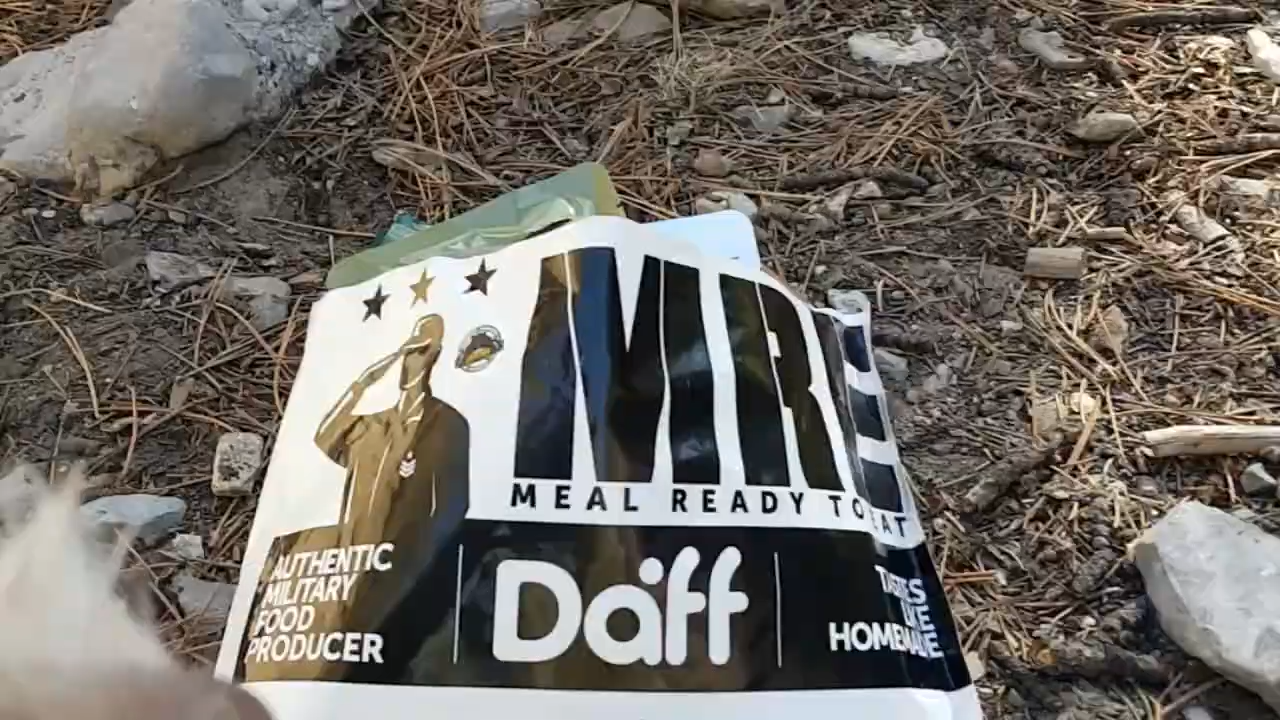 MRE
MEAL READY TO EAT
AUTHENTIC
MILITARY
FOOD
PRODUCER
Daff
TASTES
LIKE
HOMEMADE